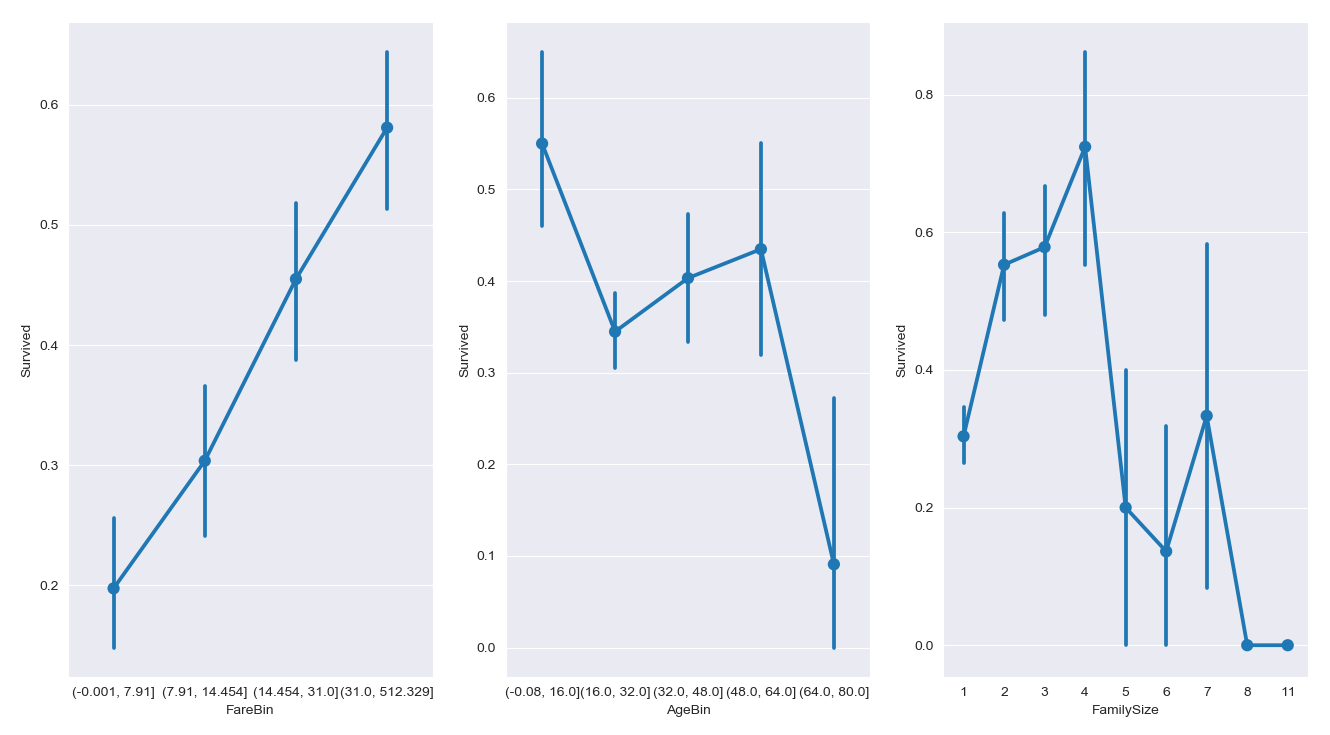 Survived
0.6
0.5
0.4
0.3
0.2
(-0.001, 7.91] (7.91, 14.454] (14.454, 31.0] (31.0, 512.329]
FareBin
Survived
0.6
0.5
0.4
0.3
0.2
0.1
0.0
(-0.08, 16.0] (16.0, 32.0] (32.0, 48.0] (48.0, 64.0] (64.0, 80.0]
AgeBin
Survived
0.8
0.6
0.4
0.2
0.0
1 2 3 4 5 6 7 8 11
FamilySize